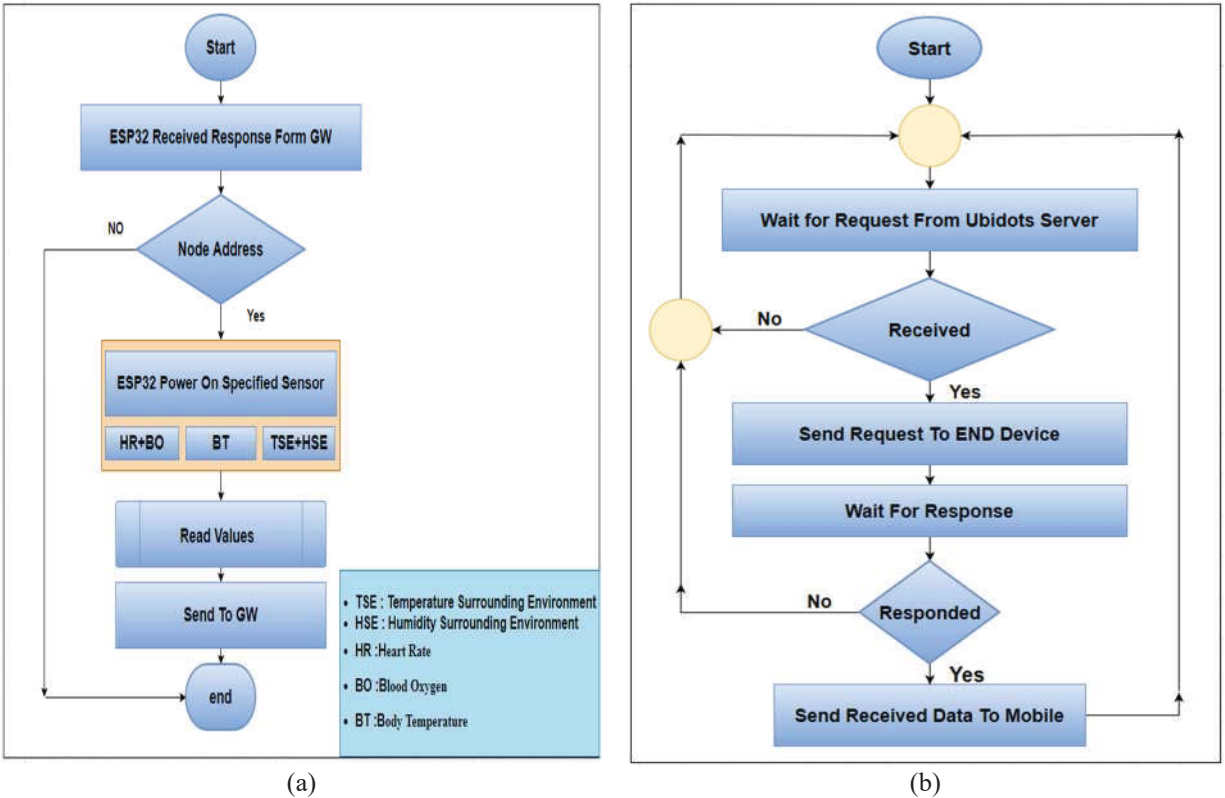 Start
ESP32 Received Response Form GW
Node Address
NO
Yes
ESP32 Power On Specified Sensor
HR+BO
BT
TSE+HSE
Read Values
Send To GW
end
• TSE : Temperature Surrounding Environment
• HSE : Humidity Surrounding Environment
• HR :Heart Rate
• BO :Blood Oxygen
• BT :Body Temperature
(a)
Start
Wait for Request From Ubidots Server
Received
No
Yes
Send Request To END Device
Wait For Response
Responded
No
Yes
Send Received Data To Mobile
(b)